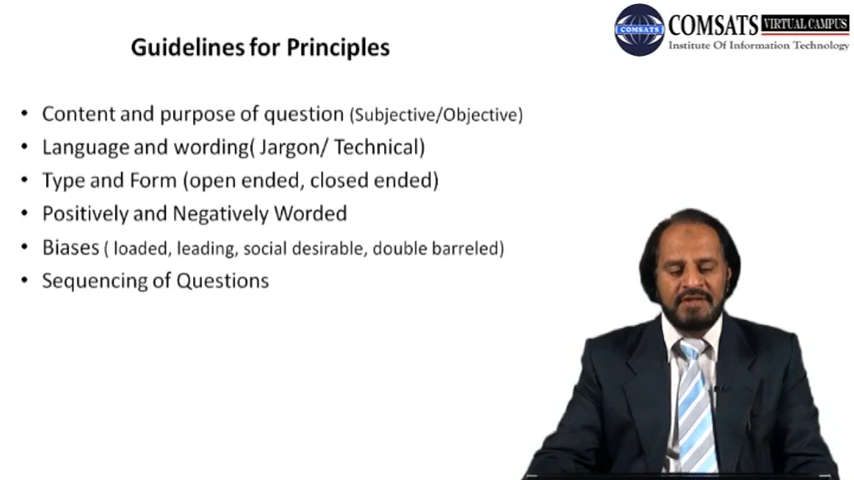 COMSATS
COMSATS VIRTUAL CAMPUS
Institute Of Information Technology
Guidelines for Principles
• Content and purpose of question (Subjective/Objective)
• Language and wording( Jargon/ Technical)
• Type and Form (open ended, closed ended)
• Positively and Negatively Worded
• Biases ( loaded, leading, social desirable, double barreled)
• Sequencing of Questions